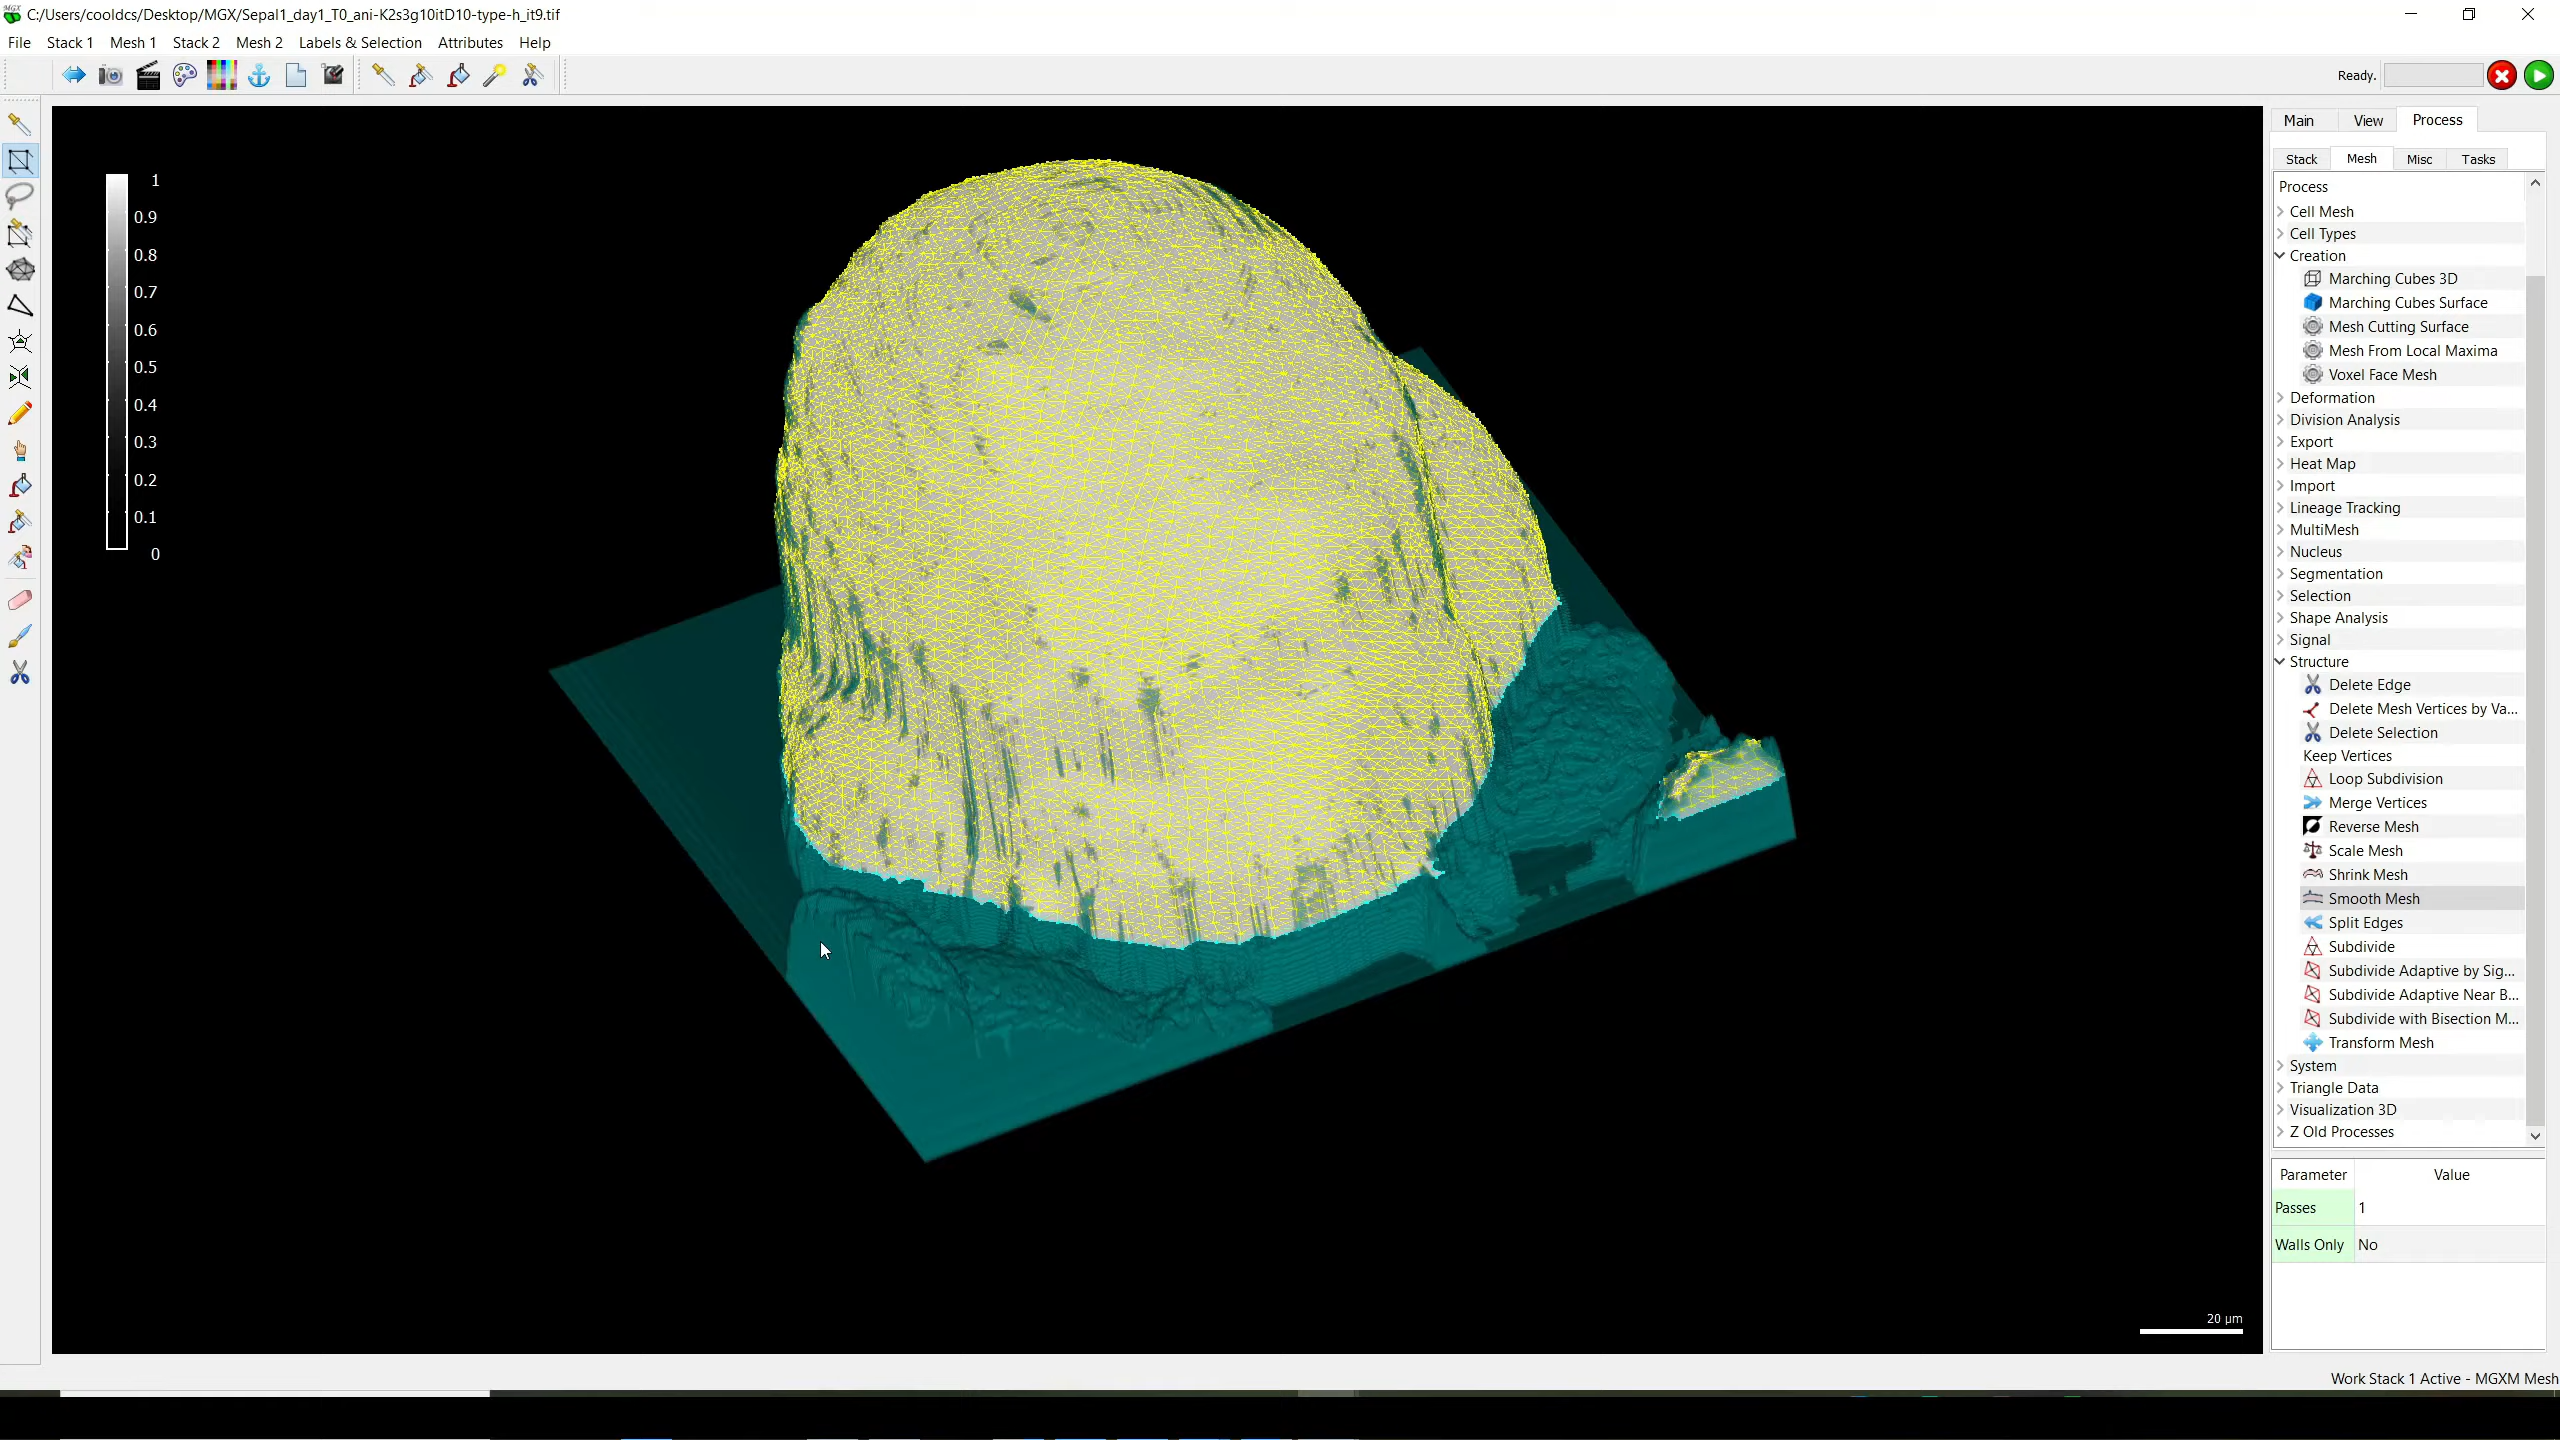 C:/Users/cooldcs/Desktop/MGX/Sepal1_day1_T0_ani-K2s3g10itD10-type-h_it9.tif
File Stack 1 Mesh 1 Stack 2 Mesh 2 Labels & Selection Attributes Help
Ready.
Main View Process
Stack Mesh Misc Tasks
Process
Cell Mesh
Cell Types
Creation
Marching Cubes 3D
Marching Cubes Surface
Mesh Cutting Surface
Mesh From Local Maxima
Voxel Face Mesh
Deformation
Division Analysis
Export
Heat Map
Import
Lineage Tracking
MultiMesh
Nucleus
Segmentation
Selection
Shape Analysis
Signal
Structure
Delete Edge
Delete Mesh Vertices by Va...
Delete Selection
Keep Vertices
Loop Subdivision
Merge Vertices
Reverse Mesh
Scale Mesh
Shrink Mesh
Smooth Mesh
Split Edges
Subdivide
Subdivide Adaptive by Sig...
Subdivide Adaptive Near B...
Subdivide with Bisection M...
Transform Mesh
System
Triangle Data
Visualization 3D
Z Old Processes
Parameter Value
Passes 1
Walls Only No
1
0.9
0.8
0.7
0.6
0.5
0.4
0.3
0.2
0.1
0
20 µm
Work Stack 1 Active - MGXM Mesh